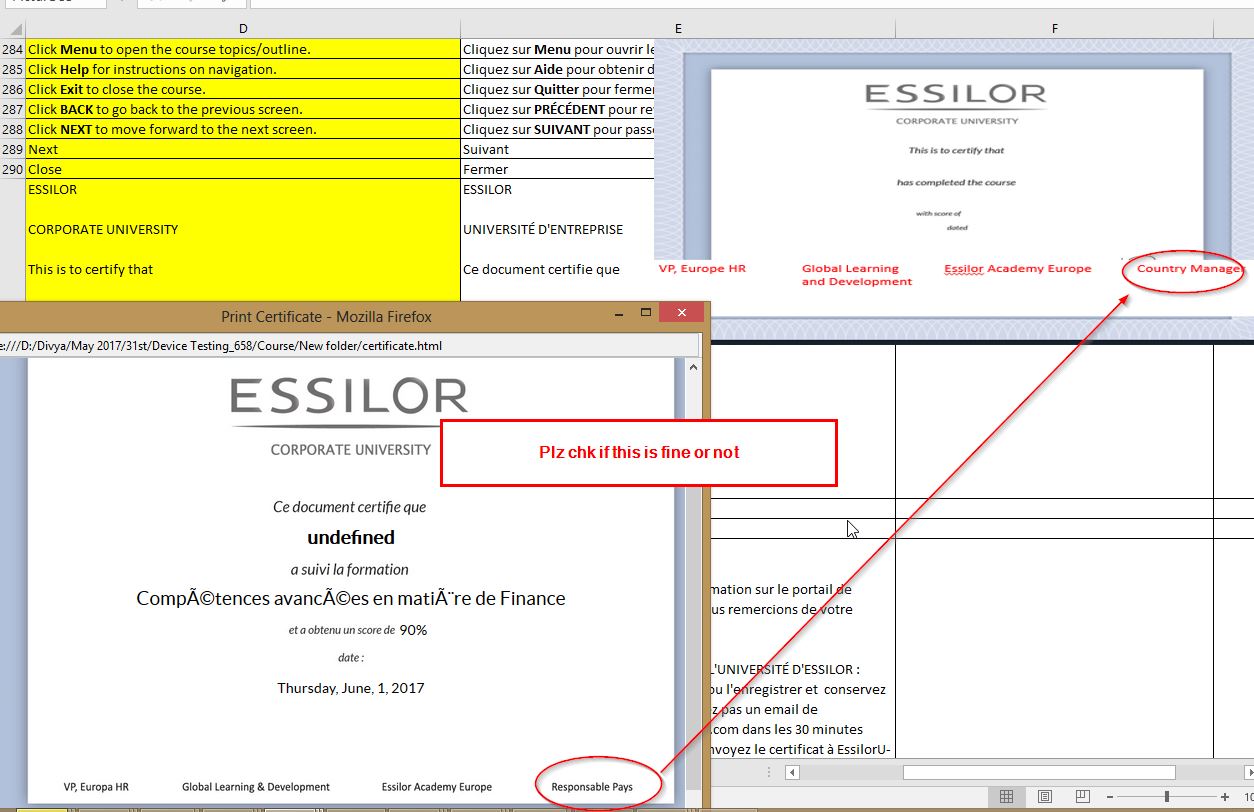 D
E
F
284 Click Menu to open the course topics/outline.
Cliquez sur Menu pour ouvrir le
285 Click Help for instructions on navigation.
Cliquez sur Aide pour obtenir d
286 Click Exit to close the course.
Cliquez sur Quitter pour fermer
287 Click BACK to go back to the previous screen.
Cliquez sur PRÉCÉDENT pour re
288 Click NEXT to move forward to the next screen.
Cliquez sur SUIVANT pour pass
289 Next
Suivant
290 Close
Fermer
ESSILOR
ESSILOR
CORPORATE UNIVERSITY
UNIVERSITÉ D'ENTREPRISE
This is to certify that
Ce document certifie que
ESSILOR
CORPORATE UNIVERSITY
This is to certify that
has completed the course
with score of
dated
VP, Europe HR
Global Learning
and Development
Essilor Academy Europe
Country Manager
Print Certificate - Mozilla Firefox
e:///D:/Divya/May 2017/31st/Device Testing_658/Course/New folder/certificate.html
ESSILOR
CORPORATE UNIVERSITY
Plz chk if this is fine or not
Ce document certifie que
undefined
a suivi la formation
CompÃ©tences avancÃ©es en matiÃ¨re de Finance
et a obtenu un score de 90%
date :
Thursday, June, 1, 2017
VP, Europa HR
Global Learning & Development
Essilor Academy Europe
Responsable Pays
mation sur le portail de
us remercions de votre
L'UNIVERSITÉ D'ESSILOR :
ou l'enregistrer et conservez
z pas un email de
.com dans les 30 minutes
nvoyez le certificat à EssilorU-